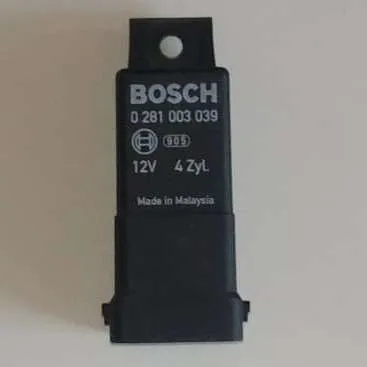 BOSCH
0 281 003 039
905
12V 4 Zyl.
Made in Malaysia